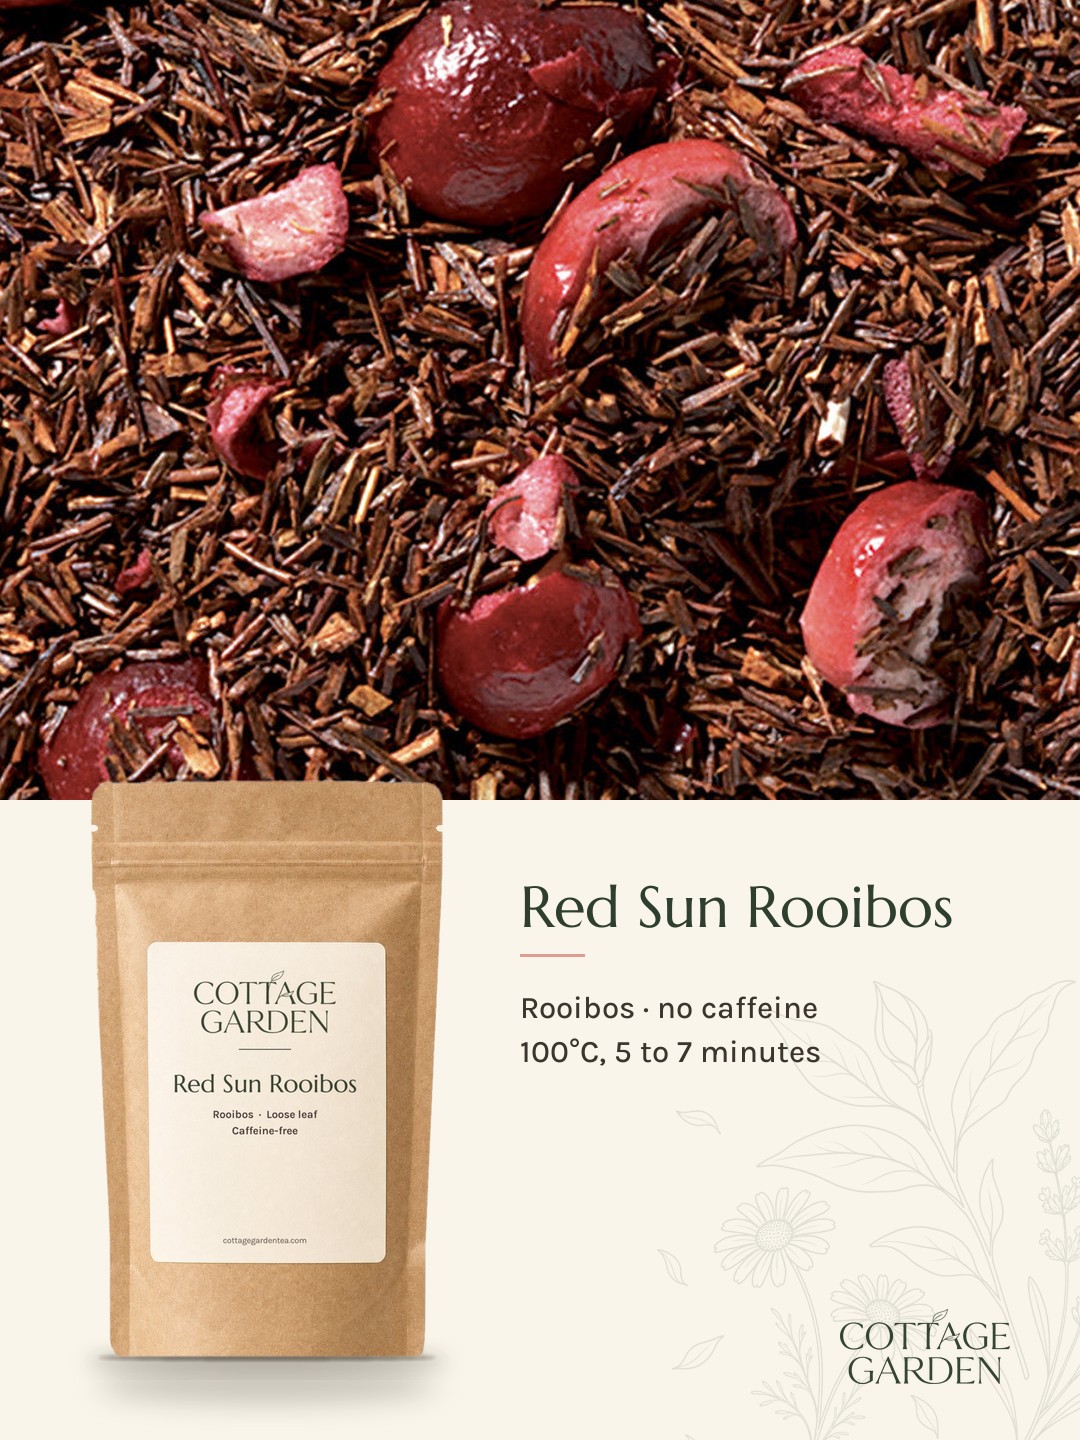 COTTAGE
GARDEN
Red Sun Rooibos
Rooibos · Loose leaf
Caffeine-free
cottagegardentea.com
Red Sun Rooibos
Rooibos · no caffeine
100°C, 5 to 7 minutes
COTTAGE
GARDEN